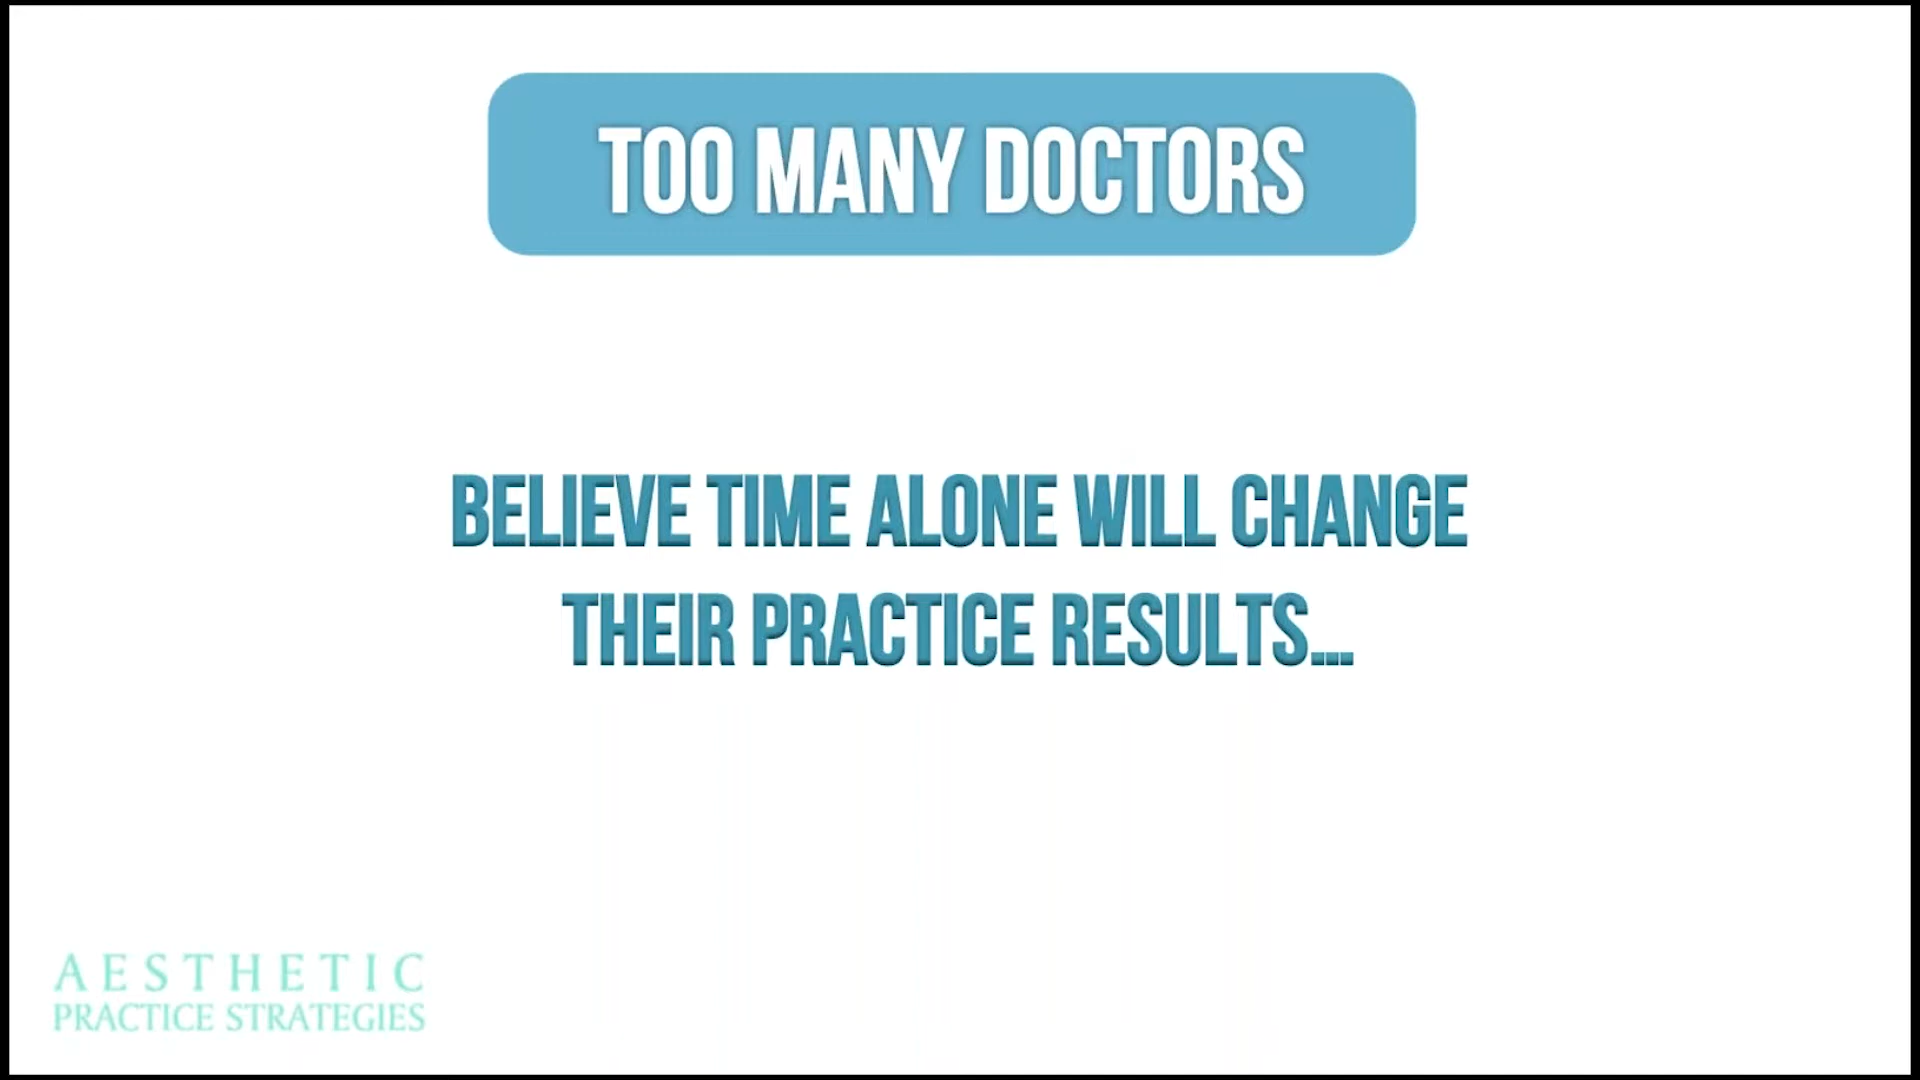 TOO MANY DOCTORS
BELIEVE TIME ALONE WILL CHANGE
THEIR PRACTICE RESULTS...
AESTHETIC
PRACTICE STRATEGIES